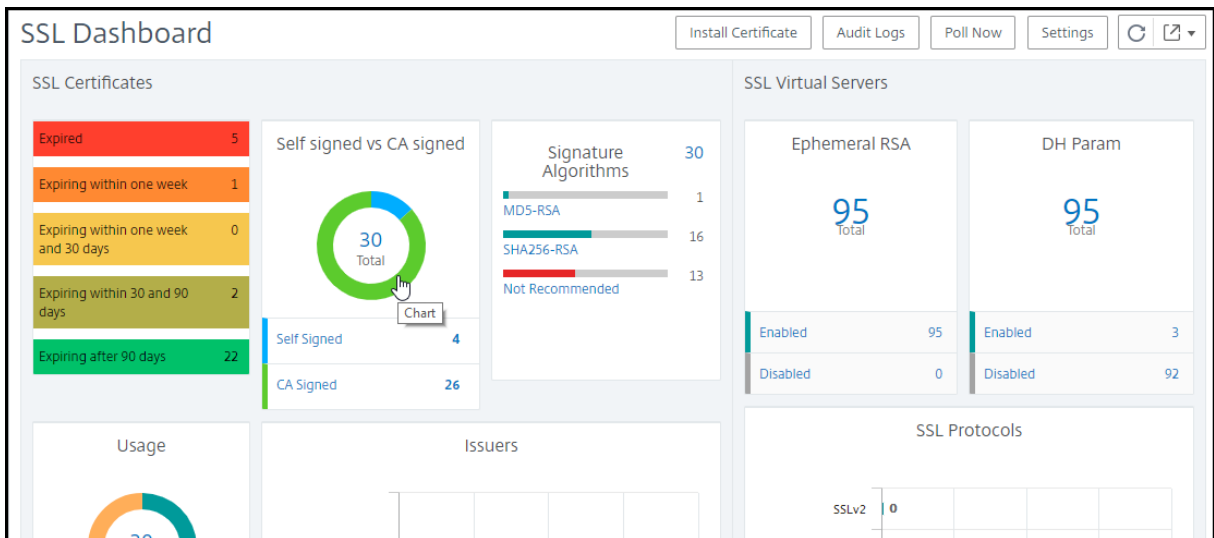 SSL Dashboard
Install Certificate
Audit Logs
Poll Now
Settings
SSL Certificates
Expired 5
Expiring within one week 1
Expiring within one week 0
and 30 days
Expiring within 30 and 90 2
days
Expiring after 90 days 22
Self signed vs CA signed
30
Total
Chart
Self Signed 4
CA Signed 26
Signature 30
Algorithms
1
MD5-RSA
16
SHA256-RSA
13
Not Recommended
SSL Virtual Servers
Ephemeral RSA
95
Total
Enabled 95
Disabled 0
DH Param
95
Total
Enabled 3
Disabled 92
Usage
Issuers
SSL Protocols
SSLv2 0